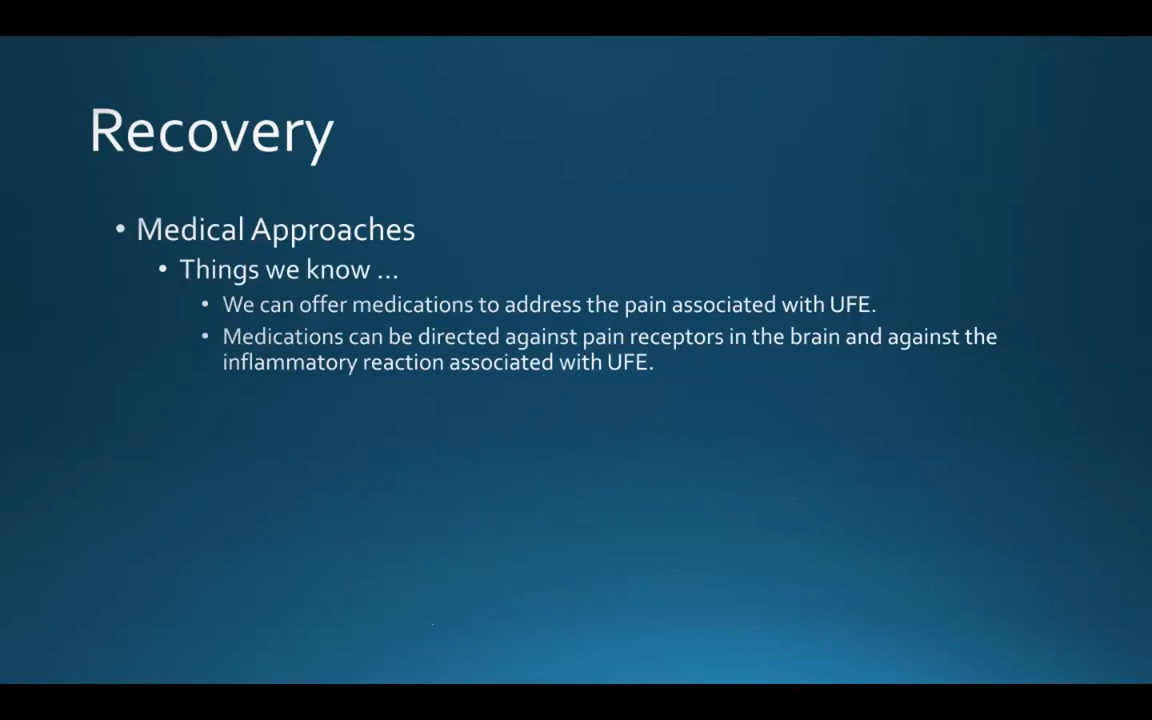 Recovery
• Medical Approaches
• Things we know ...
• We can offer medications to address the pain associated with UFE.
• Medications can be directed against pain receptors in the brain and against the
inflammatory reaction associated with UFE.